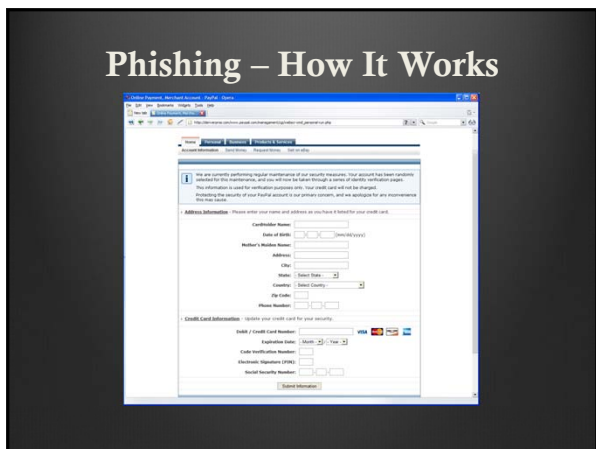 Phishing – How It Works
Online Payment, Merchant Account - PayPal - Opera
File Edit View Bookmarks Widgets Tools Help
New tab Online Payment, Mercha...
Home Personal Business Products & Services
Account Information Send Money Request Money Sell on eBay
We are currently performing regular maintenance of our security measures. Your account has been randomly
selected for this maintenance, and you will now be taken through a series of identity verification pages.
This information is used for verification purposes only. Your credit card will not be charged.
Protecting the security of your PayPal account is our primary concern, and we apologize for any inconvenience
this may cause.
Address Information - Please enter your name and address as you have it listed for your credit card.
Cardholder Name:
Date of Birth: / / (mm/dd/yyyy)
Mother's Maiden Name:
Address:
City:
State: - Select State -
Country: - Select Country -
Zip Code:
Phone Number: - -
Credit Card Information - Update your credit card for your security.
Debit / Credit Card Number: VISA
Expiration Date: - Month - / - Year -
Code Verification Number:
Electronic Signature (PIN):
Social Security Number: - -
Submit Information